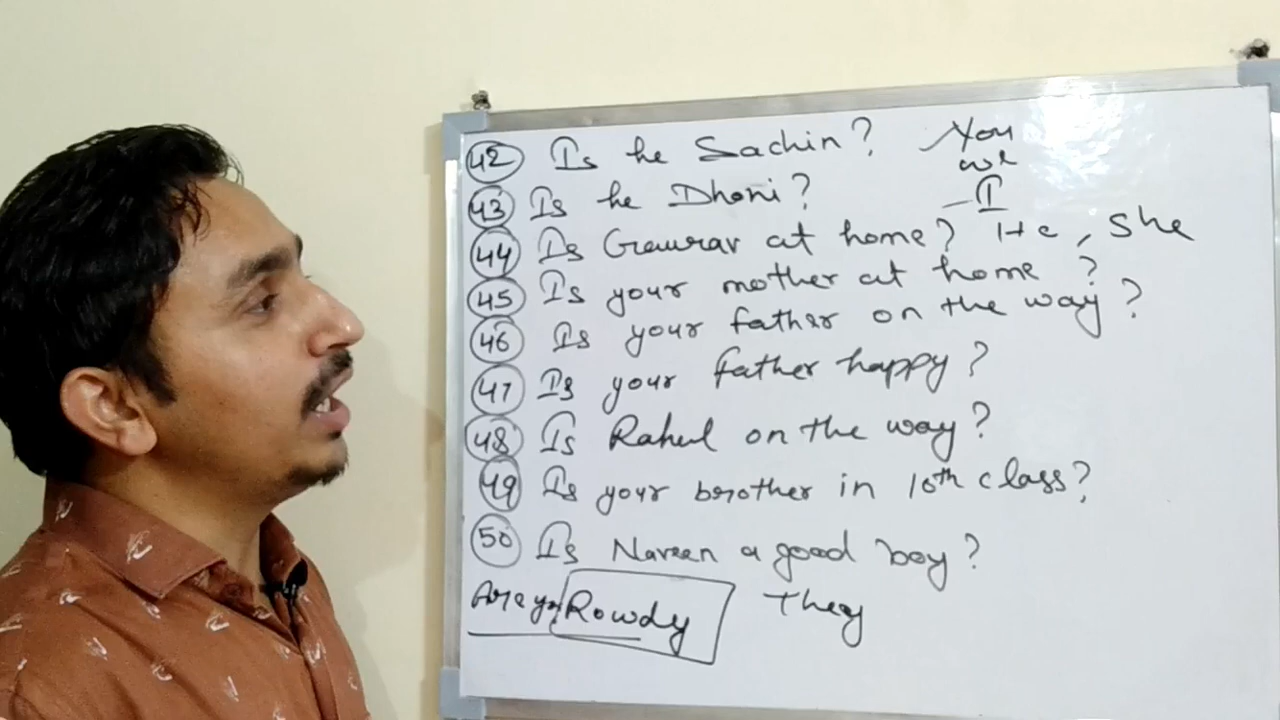 42 Is he Sachin? You
we
43 Is he Dhoni? I
44 Is Gaurav at home? He, She
45 Is your mother at home?
46 Is your father on the way?
47 Is your father happy?
48 Is Rahul on the way?
49 Is your brother in 10th class?
50 Is Naveen a good boy?
Are yo Rowdy They